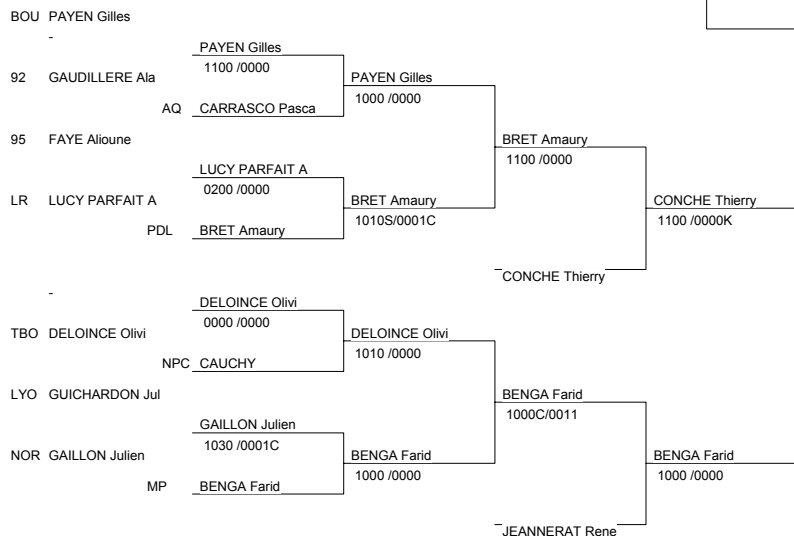 BOU PAYEN Gilles
-
PAYEN Gilles
1100 /0000
92 GAUDILLERE Ala
PAYEN Gilles
1000 /0000
AQ CARRASCO Pasca
95 FAYE Alioune
BRET Amaury
1100 /0000
LUCY PARFAIT A
0200 /0000
LR LUCY PARFAIT A
BRET Amaury
1010S/0001C
CONCHE Thierry
1100 /0000K
PDL BRET Amaury
CONCHE Thierry
-
DELOINCE Olivi
0000 /0000
TBO DELOINCE Olivi
DELOINCE Olivi
1010 /0000
NPC CAUCHY
LYO GUICHARDON Jul
BENGA Farid
1000C/0011
GAILLON Julien
1030 /0001C
NOR GAILLON Julien
BENGA Farid
1000 /0000
BENGA Farid
1000 /0000
MP BENGA Farid
JEANNERAT Rene